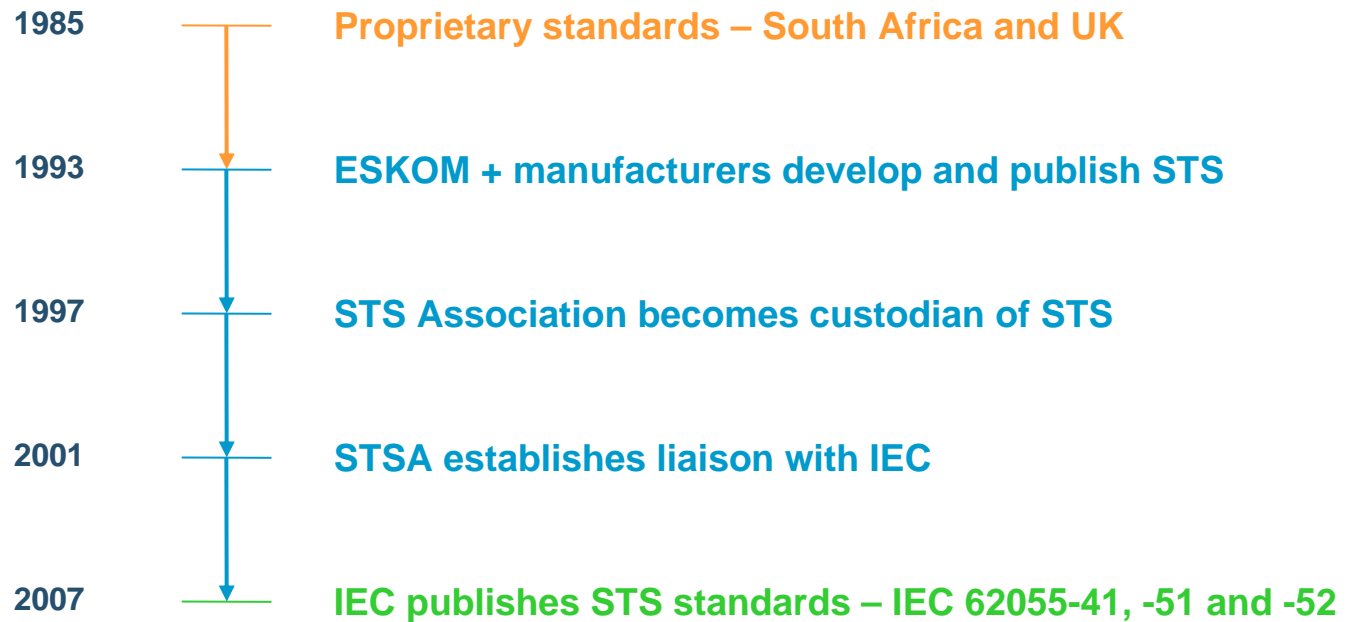 1985 Proprietary standards – South Africa and UK
1993 ESKOM + manufacturers develop and publish STS
1997 STS Association becomes custodian of STS
2001 STSA establishes liaison with IEC
2007 IEC publishes STS standards – IEC 62055-41, -51 and -52